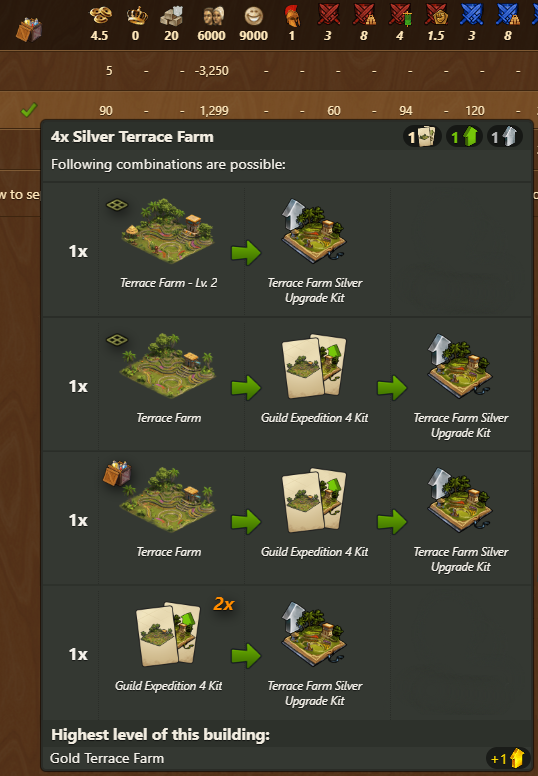 4.5 0 20 6000 9000 1 3 8 4 1.5 3 8
5 - - -3,250 - - - - - - - -
90 - - 1,299 - - 60 - 94 - 120 -
4x Silver Terrace Farm 1 1 1
Following combinations are possible:
w to se
1x
Terrace Farm - Lv. 2
Terrace Farm Silver
Upgrade Kit
1x
Terrace Farm
Guild Expedition 4 Kit
Terrace Farm Silver
Upgrade Kit
1x
Terrace Farm
Guild Expedition 4 Kit
Terrace Farm Silver
Upgrade Kit
1x
2x
Guild Expedition 4 Kit
Terrace Farm Silver
Upgrade Kit
Highest level of this building:
Gold Terrace Farm +1